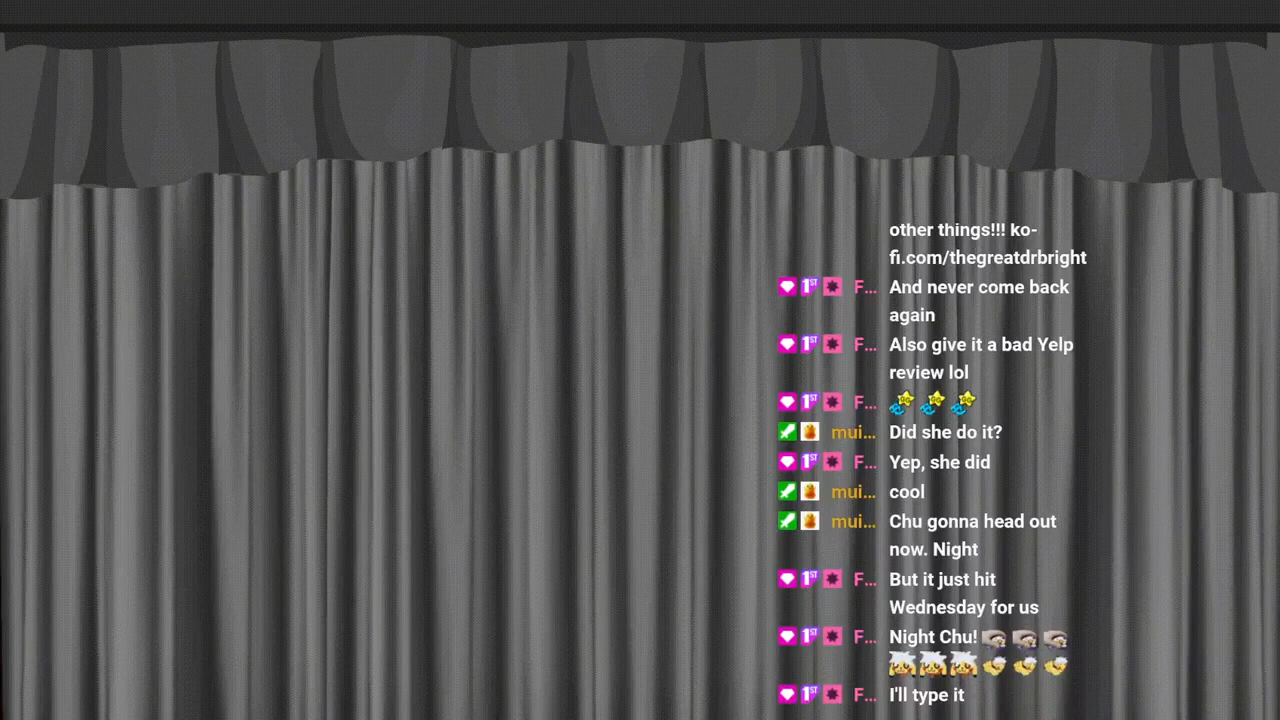 other things!!! ko-
fi.com/thegreatdrbright
F... And never come back
again
F... Also give it a bad Yelp
review lol
F...
mui... Did she do it?
F... Yep, she did
mui... cool
mui... Chu gonna head out
now. Night
F... But it just hit
Wednesday for us
F... Night Chu!
F... I'll type it